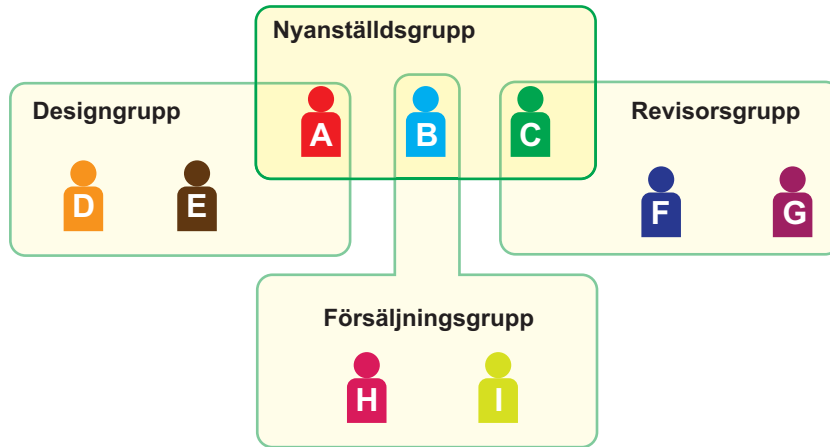 Nyanställdsgrupp
Designgrupp
A
B
C
Revisorsgrupp
D
E
F
G
Försäljningsgrupp
H
I